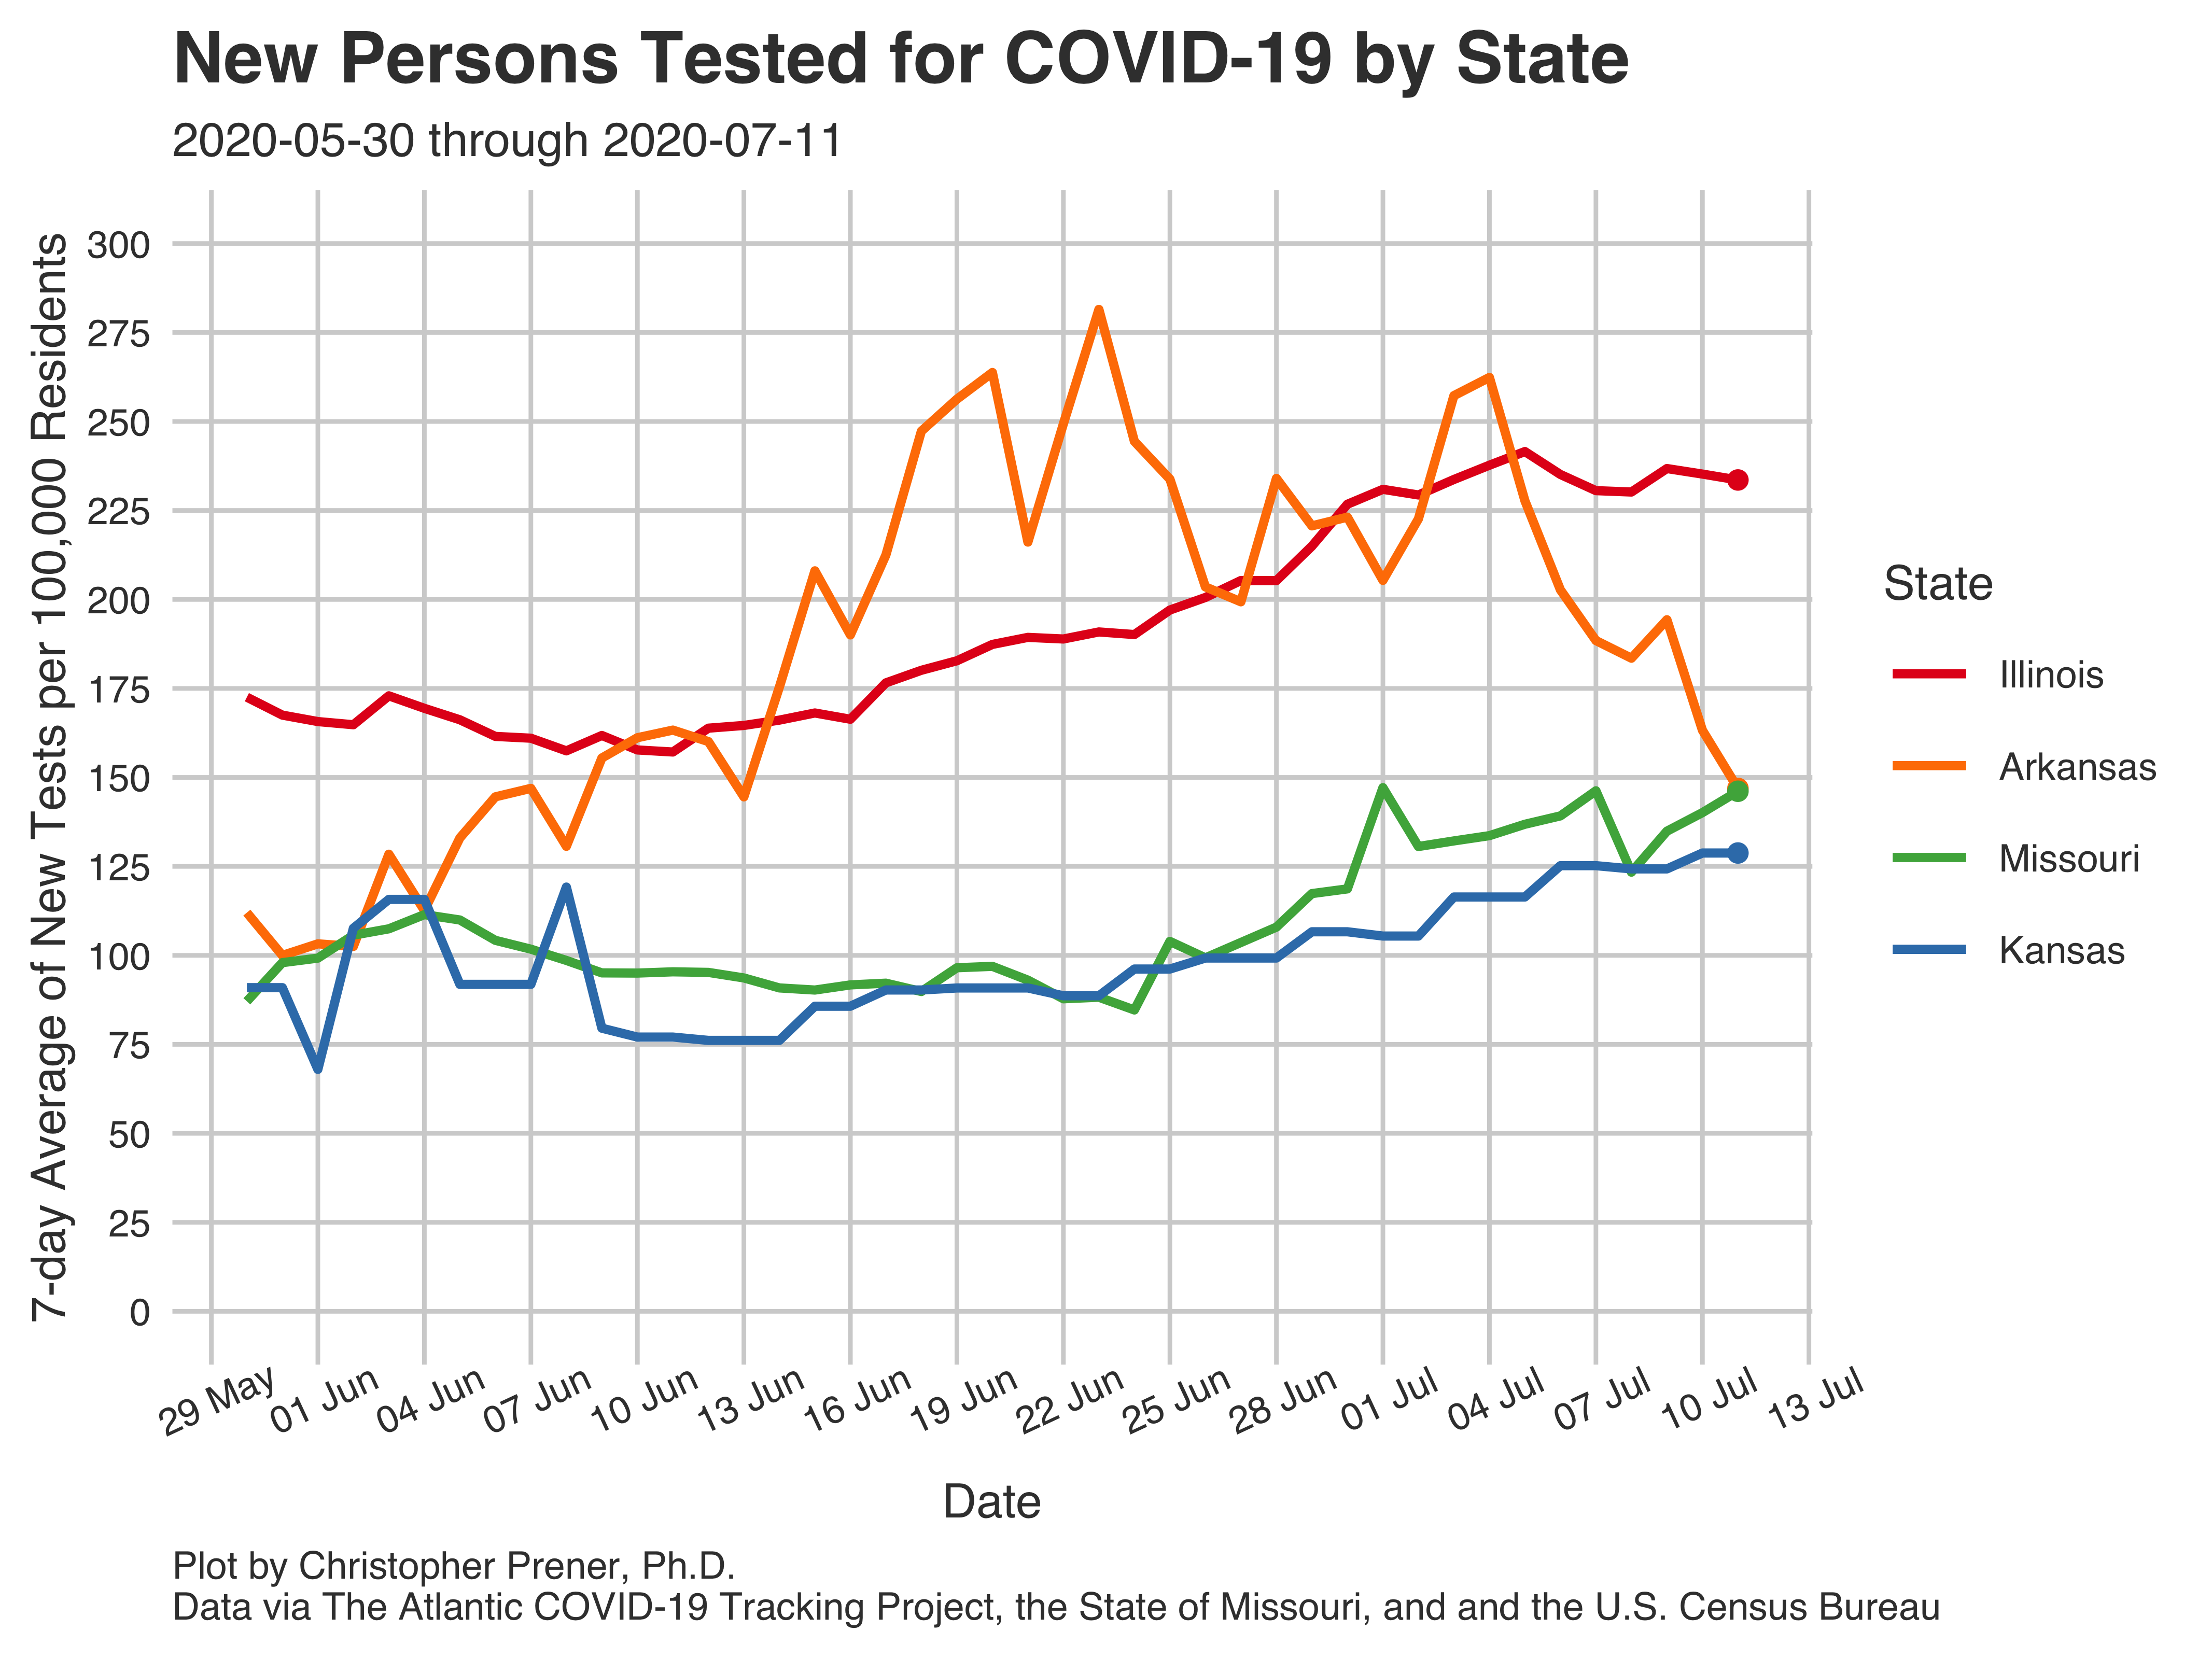 New Persons Tested for COVID-19 by State
2020-05-30 through 2020-07-11
7-day Average of New Tests per 100,000 Residents
300
275
250
225
200
175
150
125
100
75
50
25
0
29 May
01 Jun
04 Jun
07 Jun
10 Jun
13 Jun
16 Jun
19 Jun
22 Jun
25 Jun
28 Jun
01 Jul
04 Jul
07 Jul
10 Jul
13 Jul
Date
State
Illinois
Arkansas
Missouri
Kansas
Plot by Christopher Prener, Ph.D.
Data via The Atlantic COVID-19 Tracking Project, the State of Missouri, and and the U.S. Census Bureau